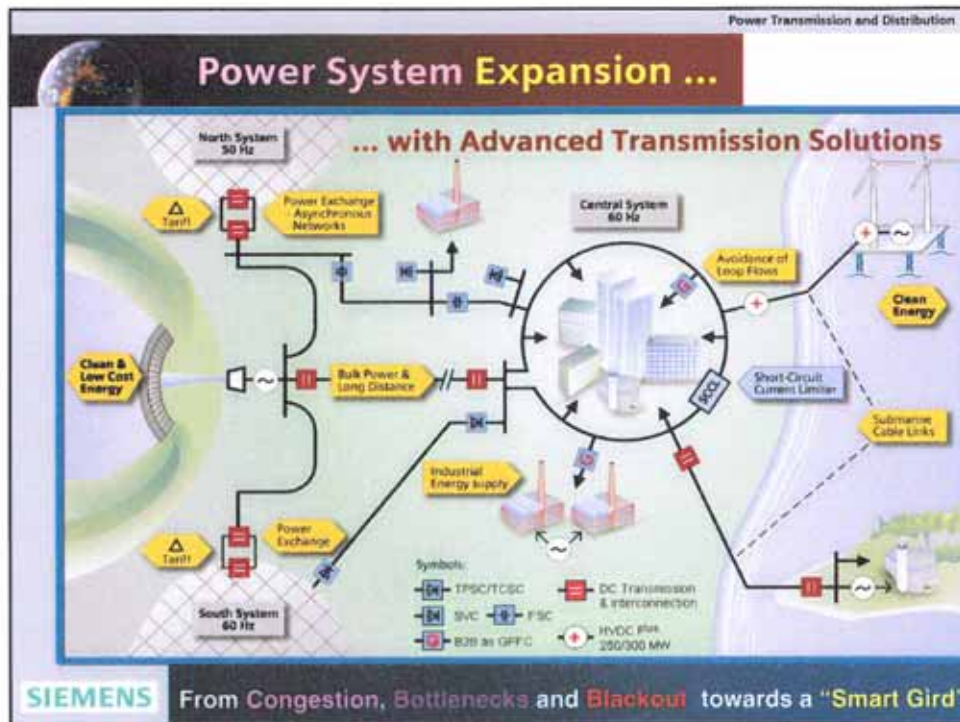 Power Transmission and Distribution
Power System Expansion ...
... with Advanced Transmission Solutions
North System
50 Hz
Tariff
Power Exchange
- Asynchronous
Networks
Central System
60 Hz
Avoidance of
Loop Flows
Clean
Energy
Clean &
Low Cost
Energy
Bulk Power &
Long Distance
SCCL
Short-Circuit
Current Limiter
Submarine
Cable Links
Industrial
Energy supply
Tariff
Power
Exchange
South System
60 Hz
Symbols:
TPSC/TCSC
SVC
FSC
B2B as GPFC
DC Transmission
& interconnection
HVDC Plus
250/300 MW
SIEMENS
From Congestion, Bottlenecks and Blackout towards a "Smart Gird"